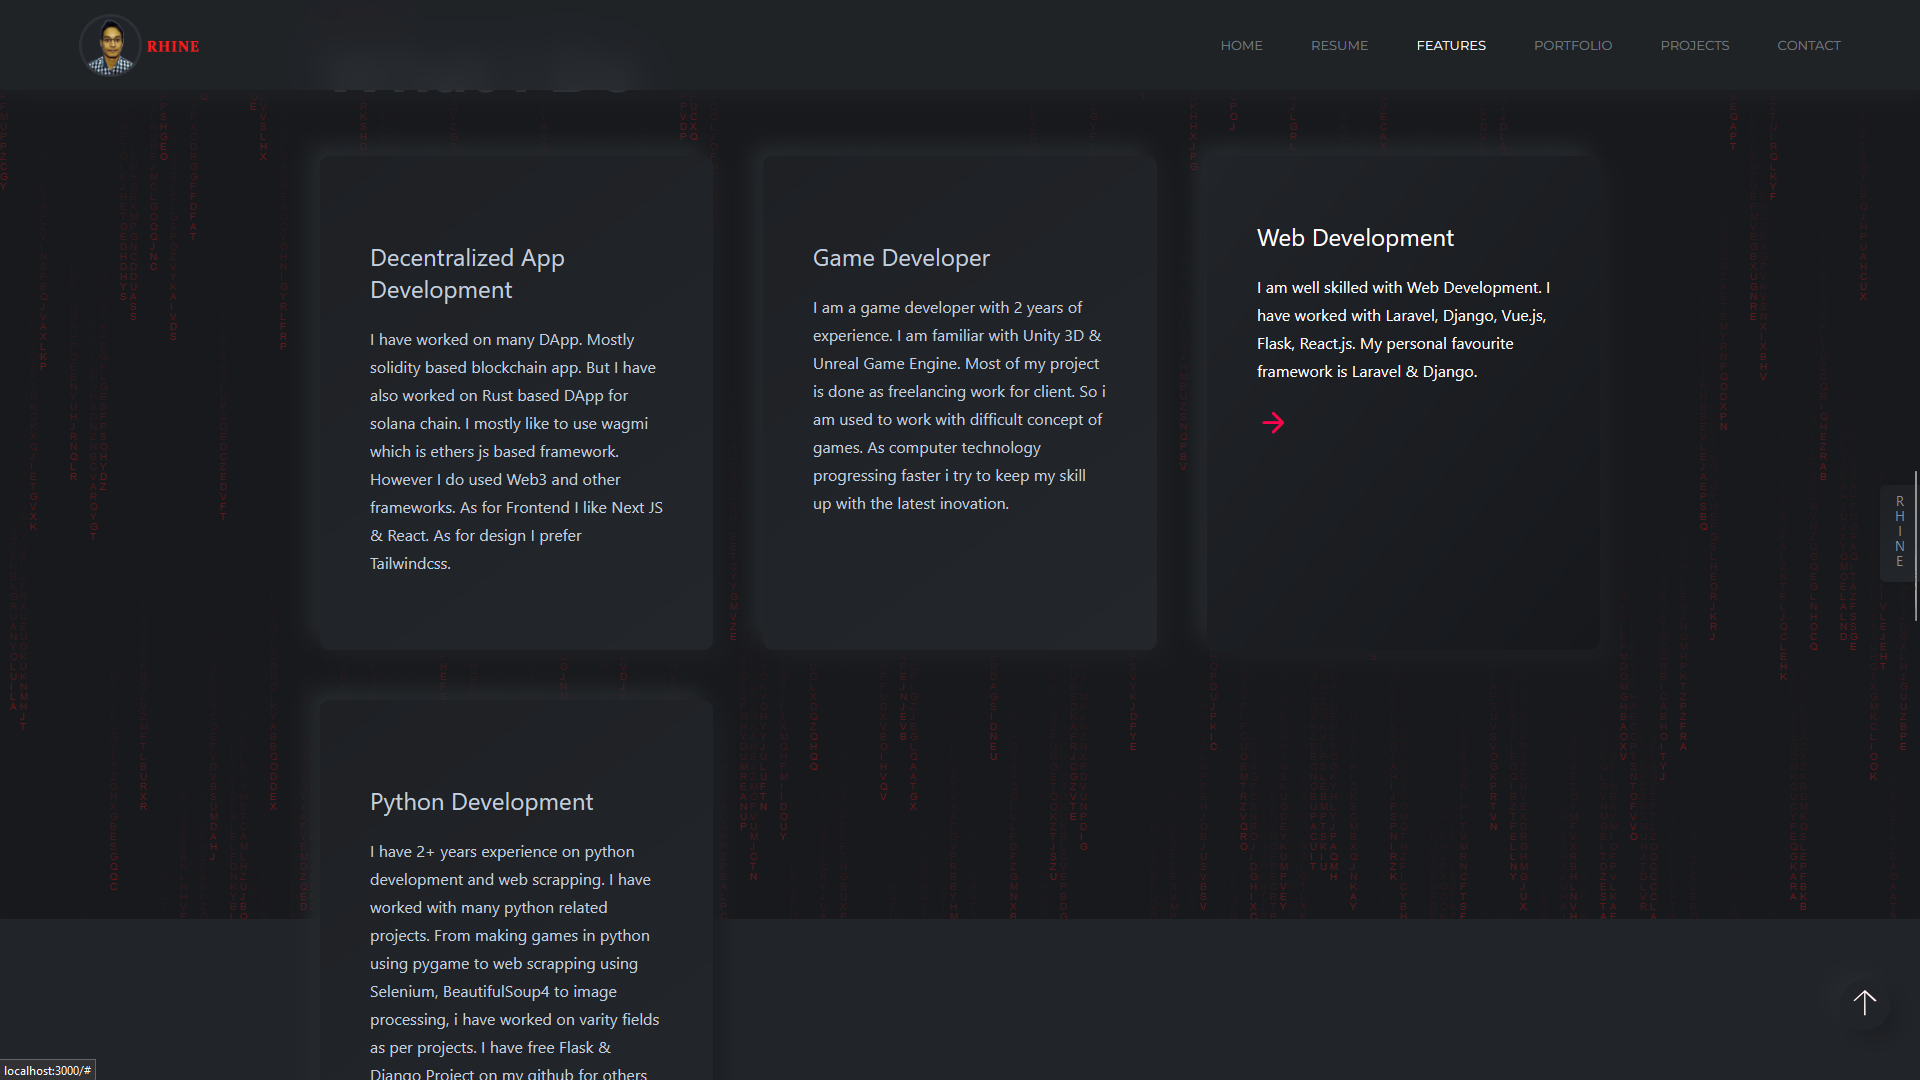 RHINE
HOME
RESUME
FEATURES
PORTFOLIO
PROJECTS
CONTACT
Decentralized App
Development
I have worked on many DApp. Mostly
solidity based blockchain app. But I have
also worked on Rust based DApp for
solana chain. I mostly like to use wagmi
which is ethers js based framework.
However I do used Web3 and other
frameworks. As for Frontend I like Next JS
& React. As for design I prefer
Tailwindcss.
Game Developer
I am a game developer with 2 years of
experience. I am familiar with Unity 3D &
Unreal Game Engine. Most of my project
is done as freelancing work for client. So i
am used to work with difficult concept of
games. As computer technology
progressing faster i try to keep my skill
up with the latest inovation.
Web Development
I am well skilled with Web Development. I
have worked with Laravel, Django, Vue.js,
Flask, React.js. My personal favourite
framework is Laravel & Django.
R
H
I
N
E
Python Development
I have 2+ years experience on python
development and web scrapping. I have
worked with many python related
projects. From making games in python
using pygame to web scrapping using
Selenium, BeautifulSoup4 to image
processing, i have worked on varity fields
as per projects. I have free Flask &
Django Project on my github for others
localhost:3000/#